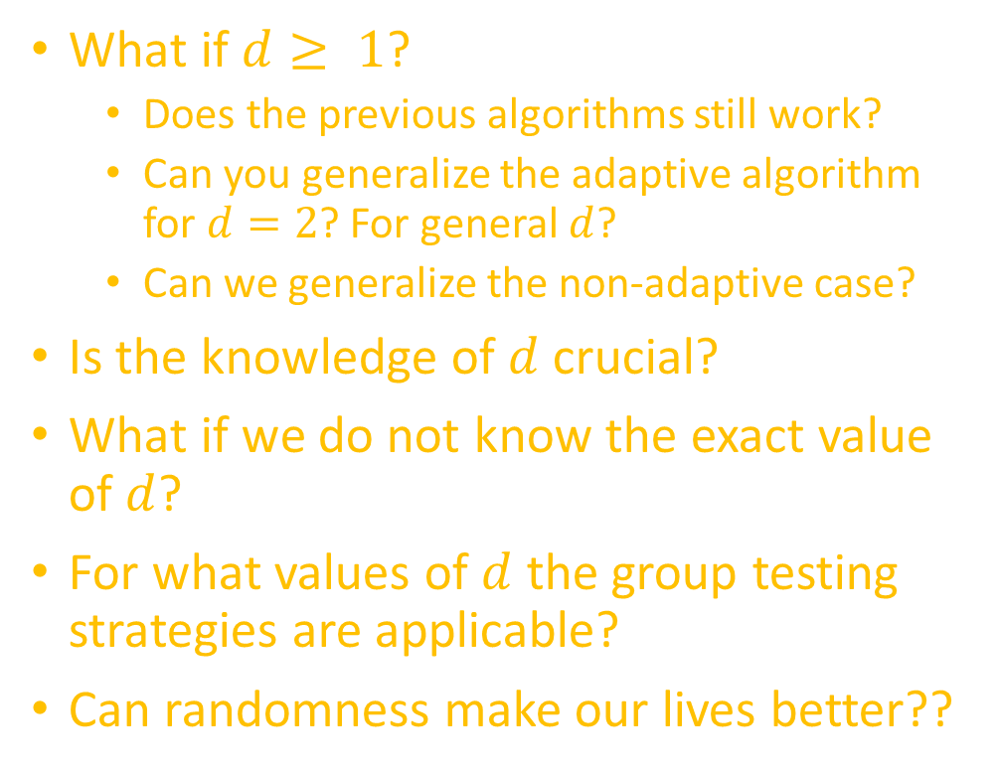 • What if d ≥ 1?
• Does the previous algorithms still work?
• Can you generalize the adaptive algorithm
for d = 2? For general d?
• Can we generalize the non-adaptive case?
• Is the knowledge of d crucial?
• What if we do not know the exact value
of d?
• For what values of d the group testing
strategies are applicable?
• Can randomness make our lives better??